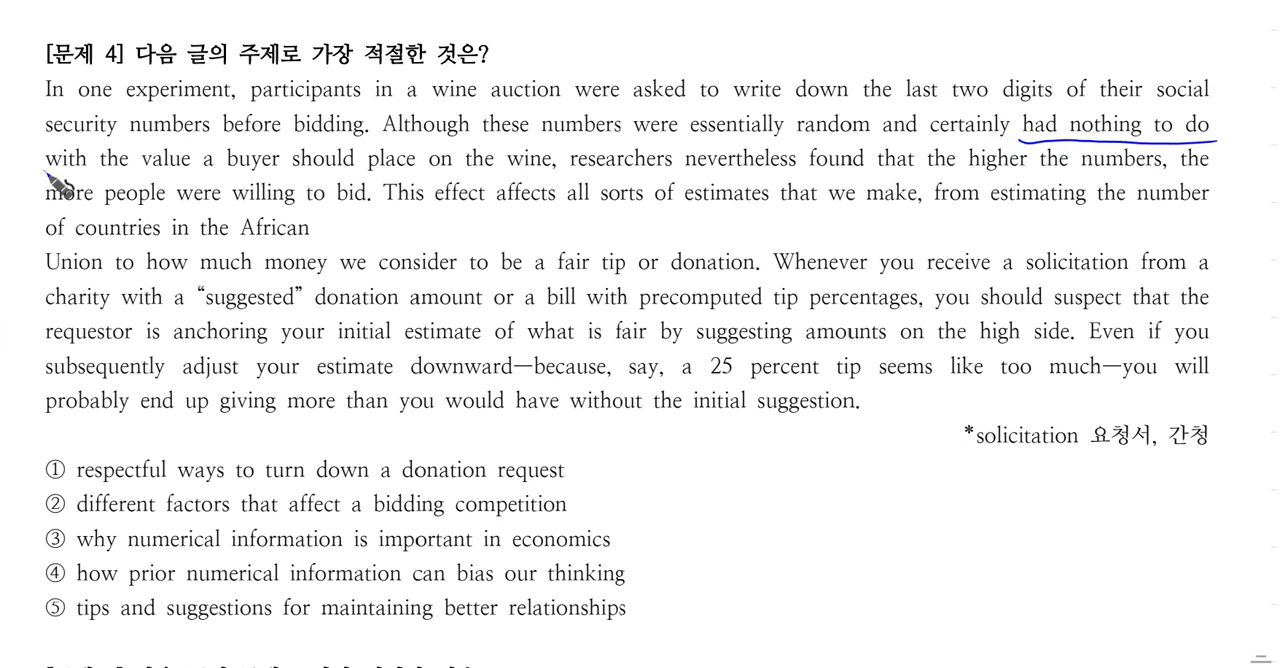 [문제 4] 다음 글의 주제로 가장 적절한 것은?
In one experiment, participants in a wine auction were asked to write down the last two digits of their social
security numbers before bidding. Although these numbers were essentially random and certainly had nothing to do
with the value a buyer should place on the wine, researchers nevertheless found that the higher the numbers, the
more people were willing to bid. This effect affects all sorts of estimates that we make, from estimating the number
of countries in the African
Union to how much money we consider to be a fair tip or donation. Whenever you receive a solicitation from a
charity with a “suggested” donation amount or a bill with precomputed tip percentages, you should suspect that the
requestor is anchoring your initial estimate of what is fair by suggesting amounts on the high side. Even if you
subsequently adjust your estimate downward—because, say, a 25 percent tip seems like too much—you will
probably end up giving more than you would have without the initial suggestion.
*solicitation 요청서, 간청
① respectful ways to turn down a donation request
② different factors that affect a bidding competition
③ why numerical information is important in economics
④ how prior numerical information can bias our thinking
⑤ tips and suggestions for maintaining better relationships